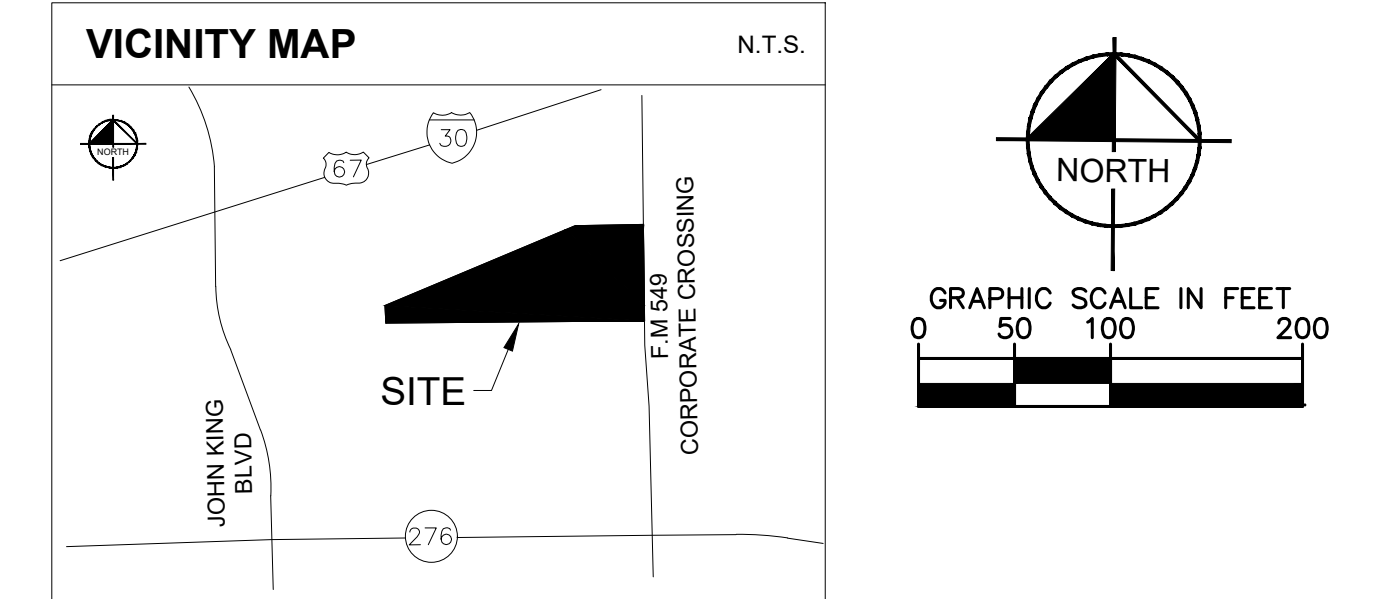 VICINITY MAP
N.T.S.
NORTH
30
67
F.M 549
CORPORATE CROSSING
SITE
JOHN KING
BLVD
276
NORTH
GRAPHIC SCALE IN FEET
0 50 100 200